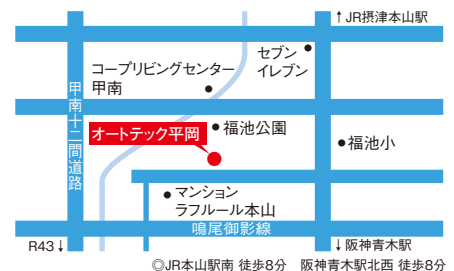 ↑JR摂津本山駅
セブン
イレブン
コープリビングセンター
甲南
甲南十二間道路
オートテック平岡
福池公園
福池小
マンション
ラフルール本山
鳴尾御影線
R43↓
↓阪神青木駅
◎JR本山駅南 徒歩8分　阪神青木駅北西 徒歩8分